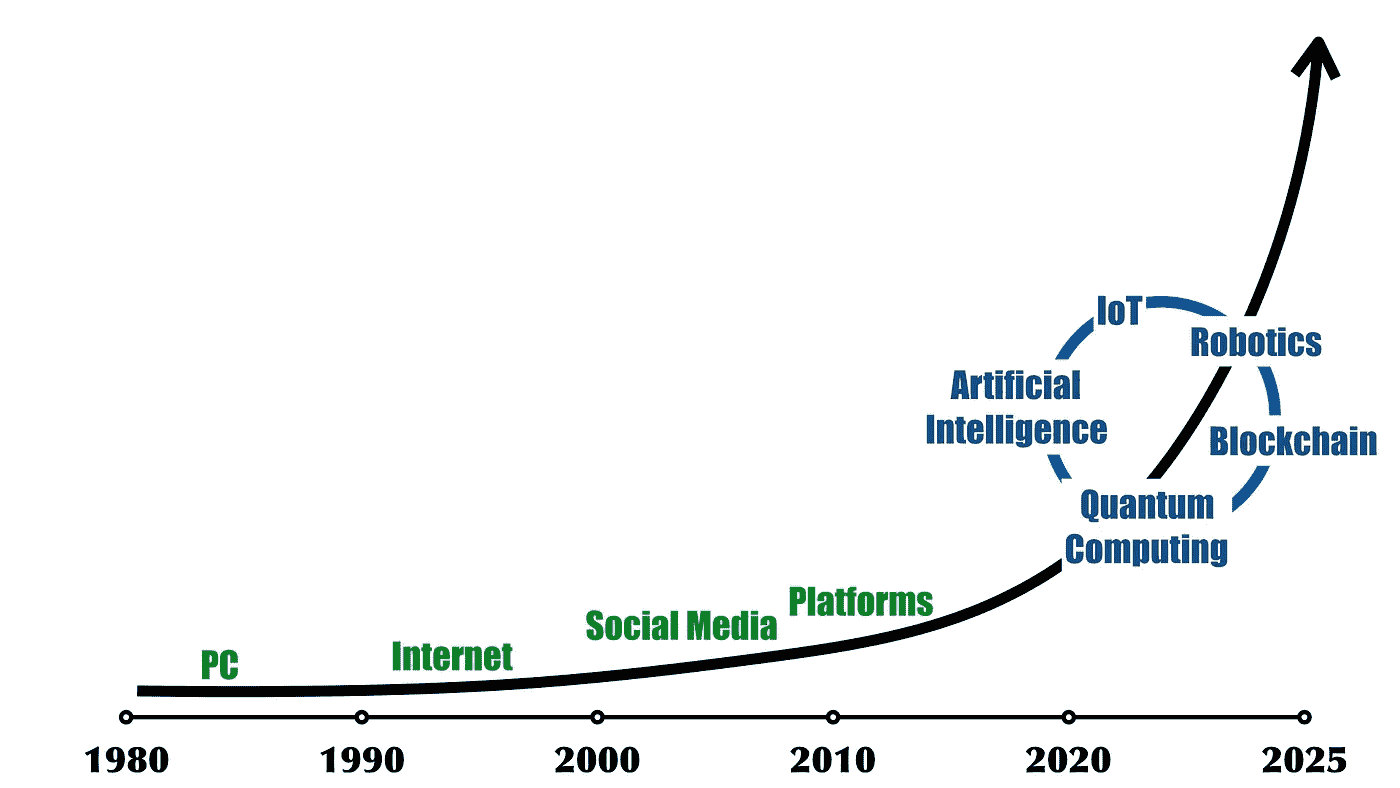 IoT
Robotics
Artificial
Intelligence
Blockchain
Quantum
Computing
Platforms
Social Media
Internet
PC
1980 1990 2000 2010 2020 2025